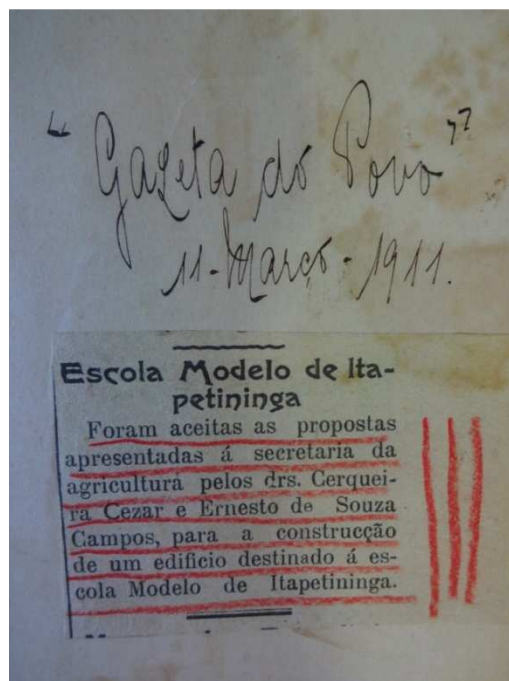 "Gazeta do Povo"
11-Março-1911.
Escola Modelo de Ita-
petininga
Foram aceitas as propostas
apresentadas á secretaria da
agricultura pelos drs. Cerquei-
ra Cezar e Ernesto de Souza
Campos, para a construcção
de um edificio destinado á es-
cola Modelo de Itapetininga.